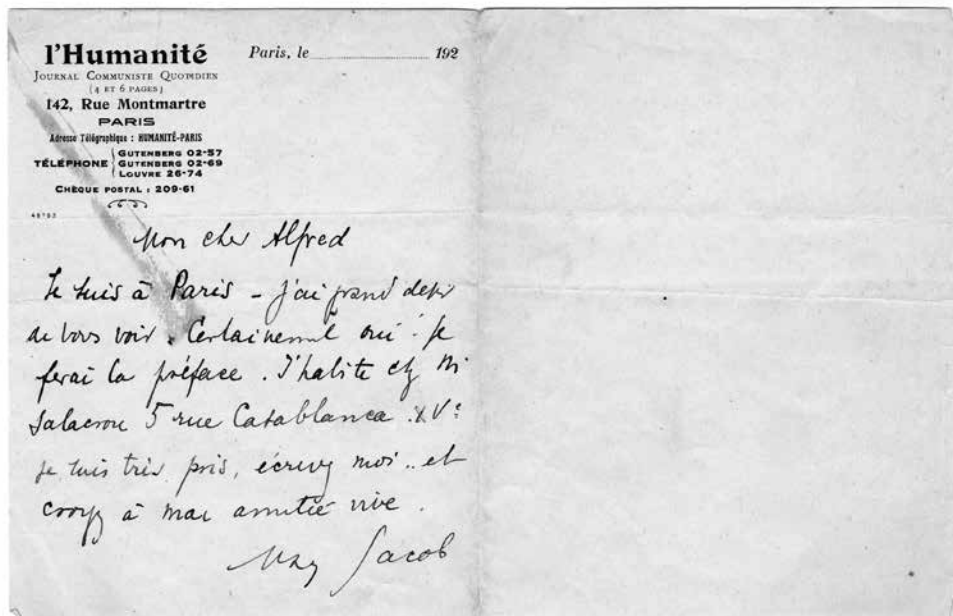 l'Humanité
JOURNAL COMMUNISTE QUOTIDIEN
(4 ET 6 PAGES)
142, Rue Montmartre
PARIS
Adresse Télégraphique : HUMANITÉ-PARIS
TÉLÉPHONE
GUTENBERG 02-57
GUTENBERG 02-69
LOUVRE 26-74
CHÈQUE POSTAL : 209-61
Paris, le 192
Mon cher Alfred
Je suis à Paris - j'ai grand désir
de vous voir. Certainement oui je
ferai la préface. J'habite chez
Salacrou 5 rue Casablanca. XVe
je suis très pris, écrivez moi.. et
croyez à mon amitié vive.
Max Jacob